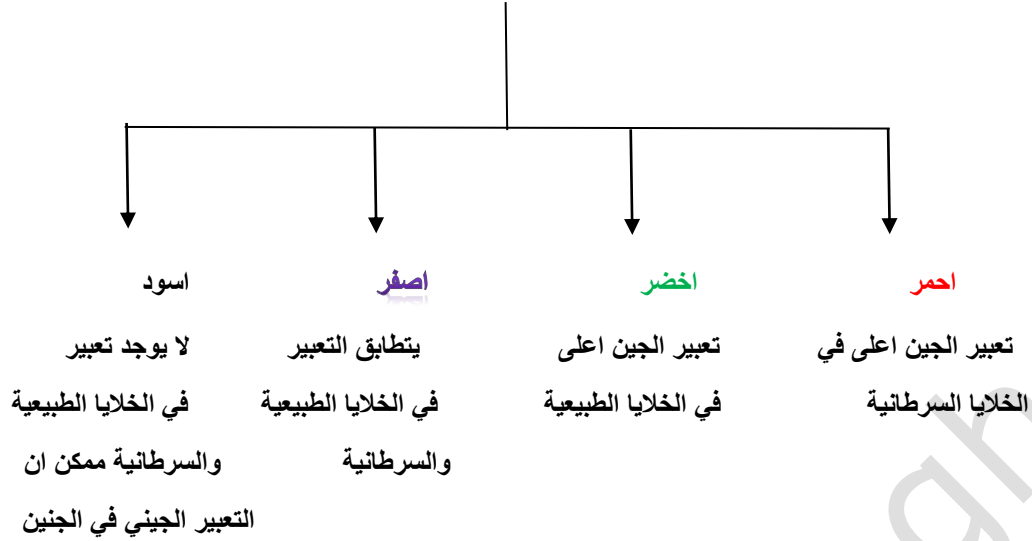 احمر
تعبير الجين اعلى في
الخلايا السرطانية
اخضر
تعبير الجين اعلى
في الخلايا الطبيعية
اصفر
يتطابق التعبير
في الخلايا الطبيعية
والسرطانية
اسود
لا يوجد تعبير
في الخلايا الطبيعية
والسرطانية ممكن ان
التعبير الجيني في الجنين